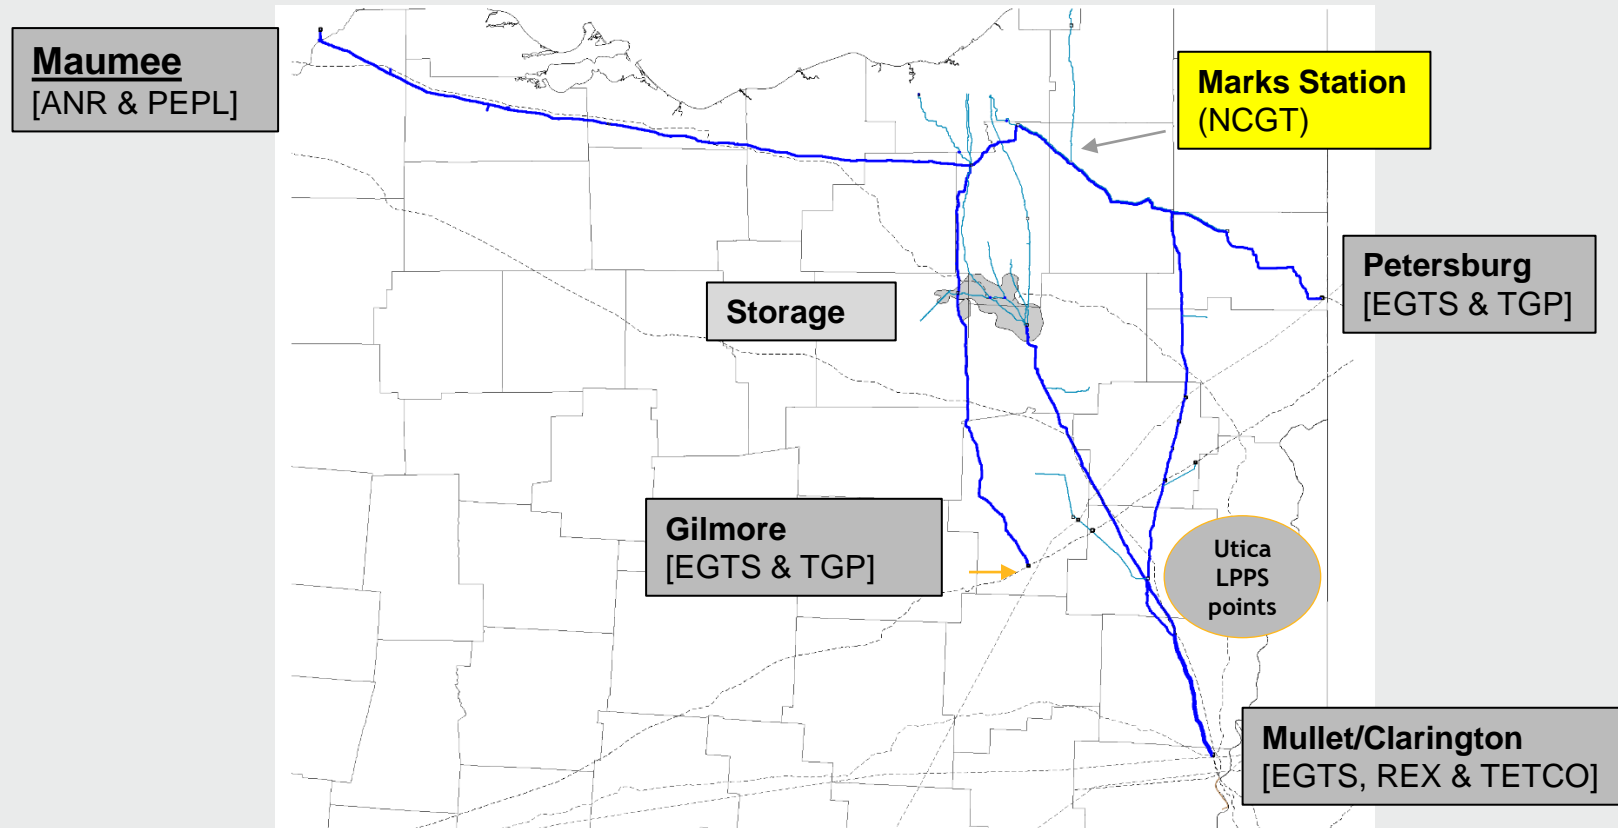 Maumee
[ANR & PEPL]
Marks Station
(NCGT)
Petersburg
[EGTS & TGP]
Storage
Gilmore
[EGTS & TGP]
Utica
LPPS
points
Mullet/Clarington
[EGTS, REX & TETCO]